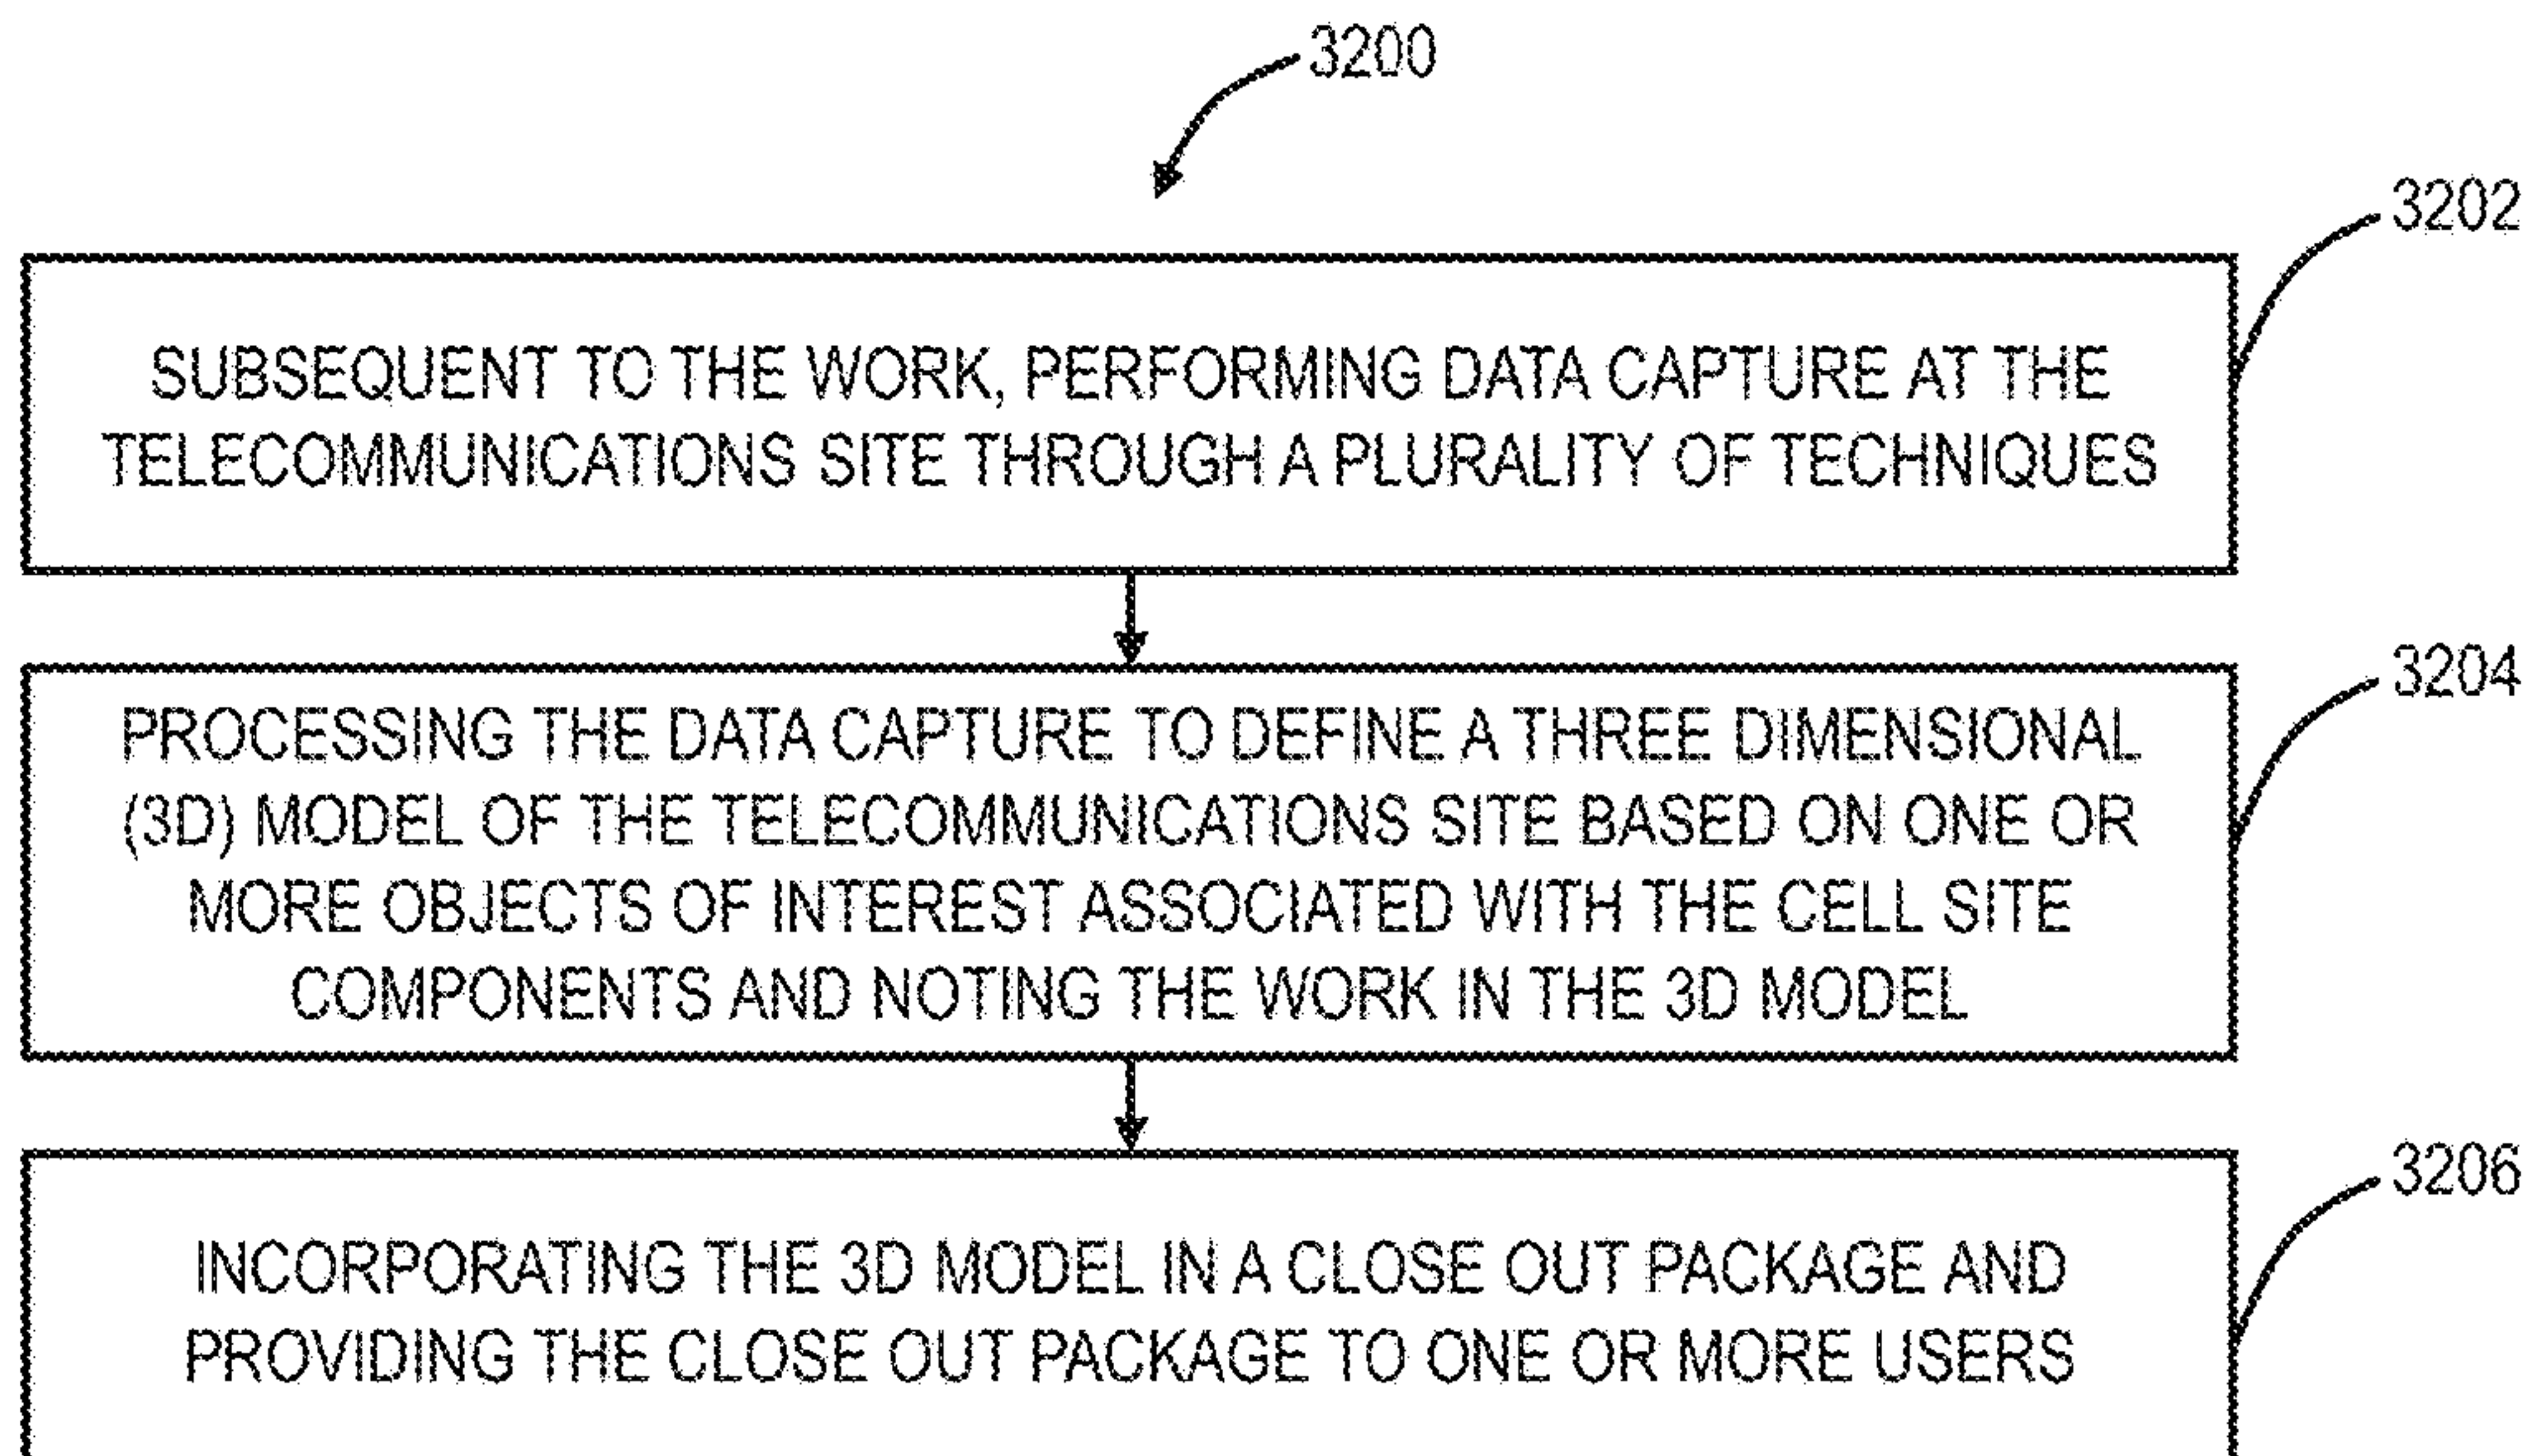 3200
3202
SUBSEQUENT TO THE WORK, PERFORMING DATA CAPTURE AT THE
TELECOMMUNICATIONS SITE THROUGH A PLURALITY OF TECHNIQUES
3204
PROCESSING THE DATA CAPTURE TO DEFINE A THREE DIMENSIONAL
(3D) MODEL OF THE TELECOMMUNICATIONS SITE BASED ON ONE OR
MORE OBJECTS OF INTEREST ASSOCIATED WITH THE CELL SITE
COMPONENTS AND NOTING THE WORK IN THE 3D MODEL
3206
INCORPORATING THE 3D MODEL IN A CLOSE OUT PACKAGE AND
PROVIDING THE CLOSE OUT PACKAGE TO ONE OR MORE USERS